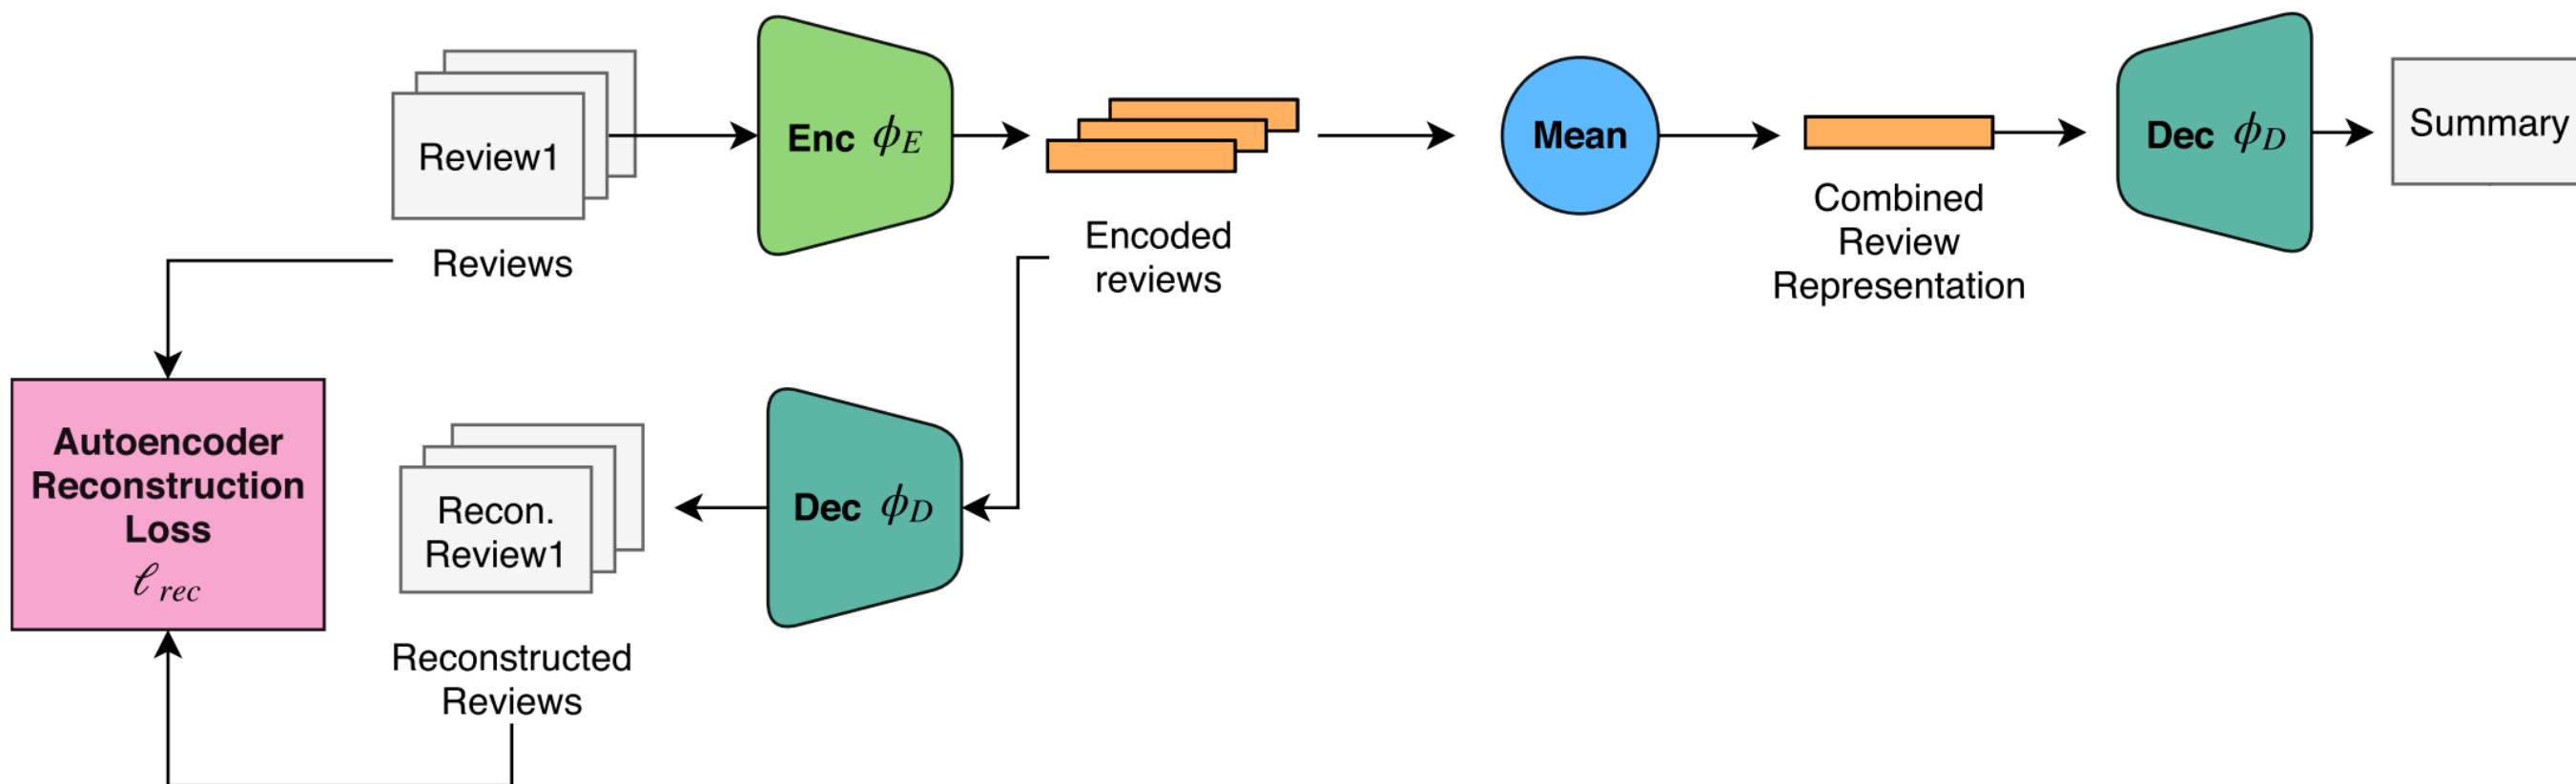 Review1
Reviews
Enc ϕE
Encoded
reviews
Mean
Combined
Review
Representation
Dec ϕD
Summary
Autoencoder
Reconstruction
Loss
ℓ rec
Recon.
Review1
Reconstructed
Reviews
Dec ϕD